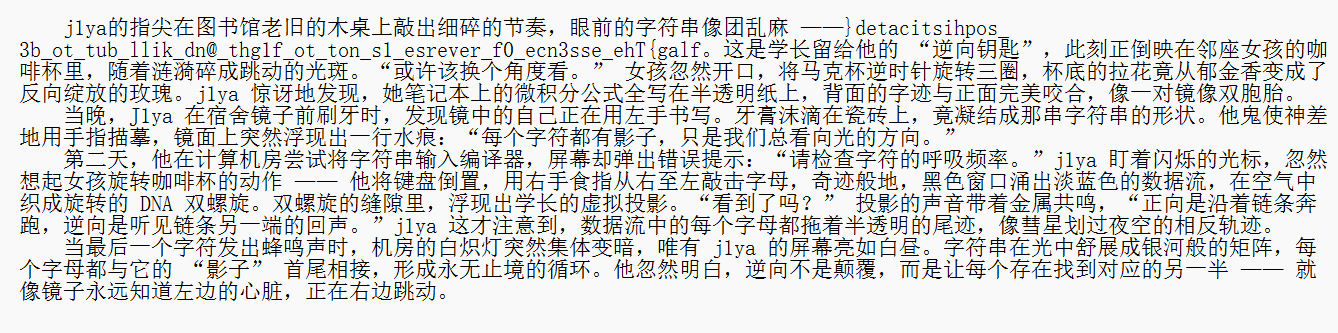 jlya的指尖在图书馆老旧的木桌上敲出细碎的节奏，眼前的字符串像团乱麻 ——}detacitsihpos_
3b_ot_tub_llik_dn@_thglf_ot_ton_sl_esrever_f0_ecn3sse_ehT{galf。这是学长留给他的 “逆向钥匙”，此刻正倒映在邻座女孩的咖
啡杯里，随着涟漪碎成跳动的光斑。“或许该换个角度看。” 女孩忽然开口，将马克杯逆时针旋转三圈，杯底的拉花竟从郁金香变成了
反向绽放的玫瑰。jlya 惊讶地发现，她笔记本上的微积分公式全写在半透明纸上，背面的字迹与正面完美咬合，像一对镜像双胞胎。
当晚，Jlya 在宿舍镜子前刷牙时，发现镜中的自己正在用左手书写。牙膏沫滴在瓷砖上，竟凝结成那串字符串的形状。他鬼使神差
地用手指描摹，镜面上突然浮现出一行水痕：“每个字符都有影子，只是我们总看向光的方向。”
第二天，他在计算机房尝试将字符串输入编译器，屏幕却弹出错误提示：“请检查字符的呼吸频率。”jlya 盯着闪烁的光标，忽然
想起女孩旋转咖啡杯的动作 —— 他将键盘倒置，用右手食指从右至左敲击字母，奇迹般地，黑色窗口涌出淡蓝色的数据流，在空气中
织成旋转的 DNA 双螺旋。双螺旋的缝隙里，浮现出学长的虚拟投影。“看到了吗？” 投影的声音带着金属共鸣，“正向是沿着链条奔
跑，逆向是听见链条另一端的回声。”jlya 这才注意到，数据流中的每个字母都拖着半透明的尾迹，像彗星划过夜空的相反轨迹。
当最后一个字符发出蜂鸣声时，机房的白炽灯突然集体变暗，唯有 jlya 的屏幕亮如白昼。字符串在光中舒展成银河般的矩阵，每
个字母都与它的 “影子” 首尾相接，形成永无止境的循环。他忽然明白，逆向不是颠覆，而是让每个存在找到对应的另一半 —— 就
像镜子永远知道左边的心脏，正在右边跳动。